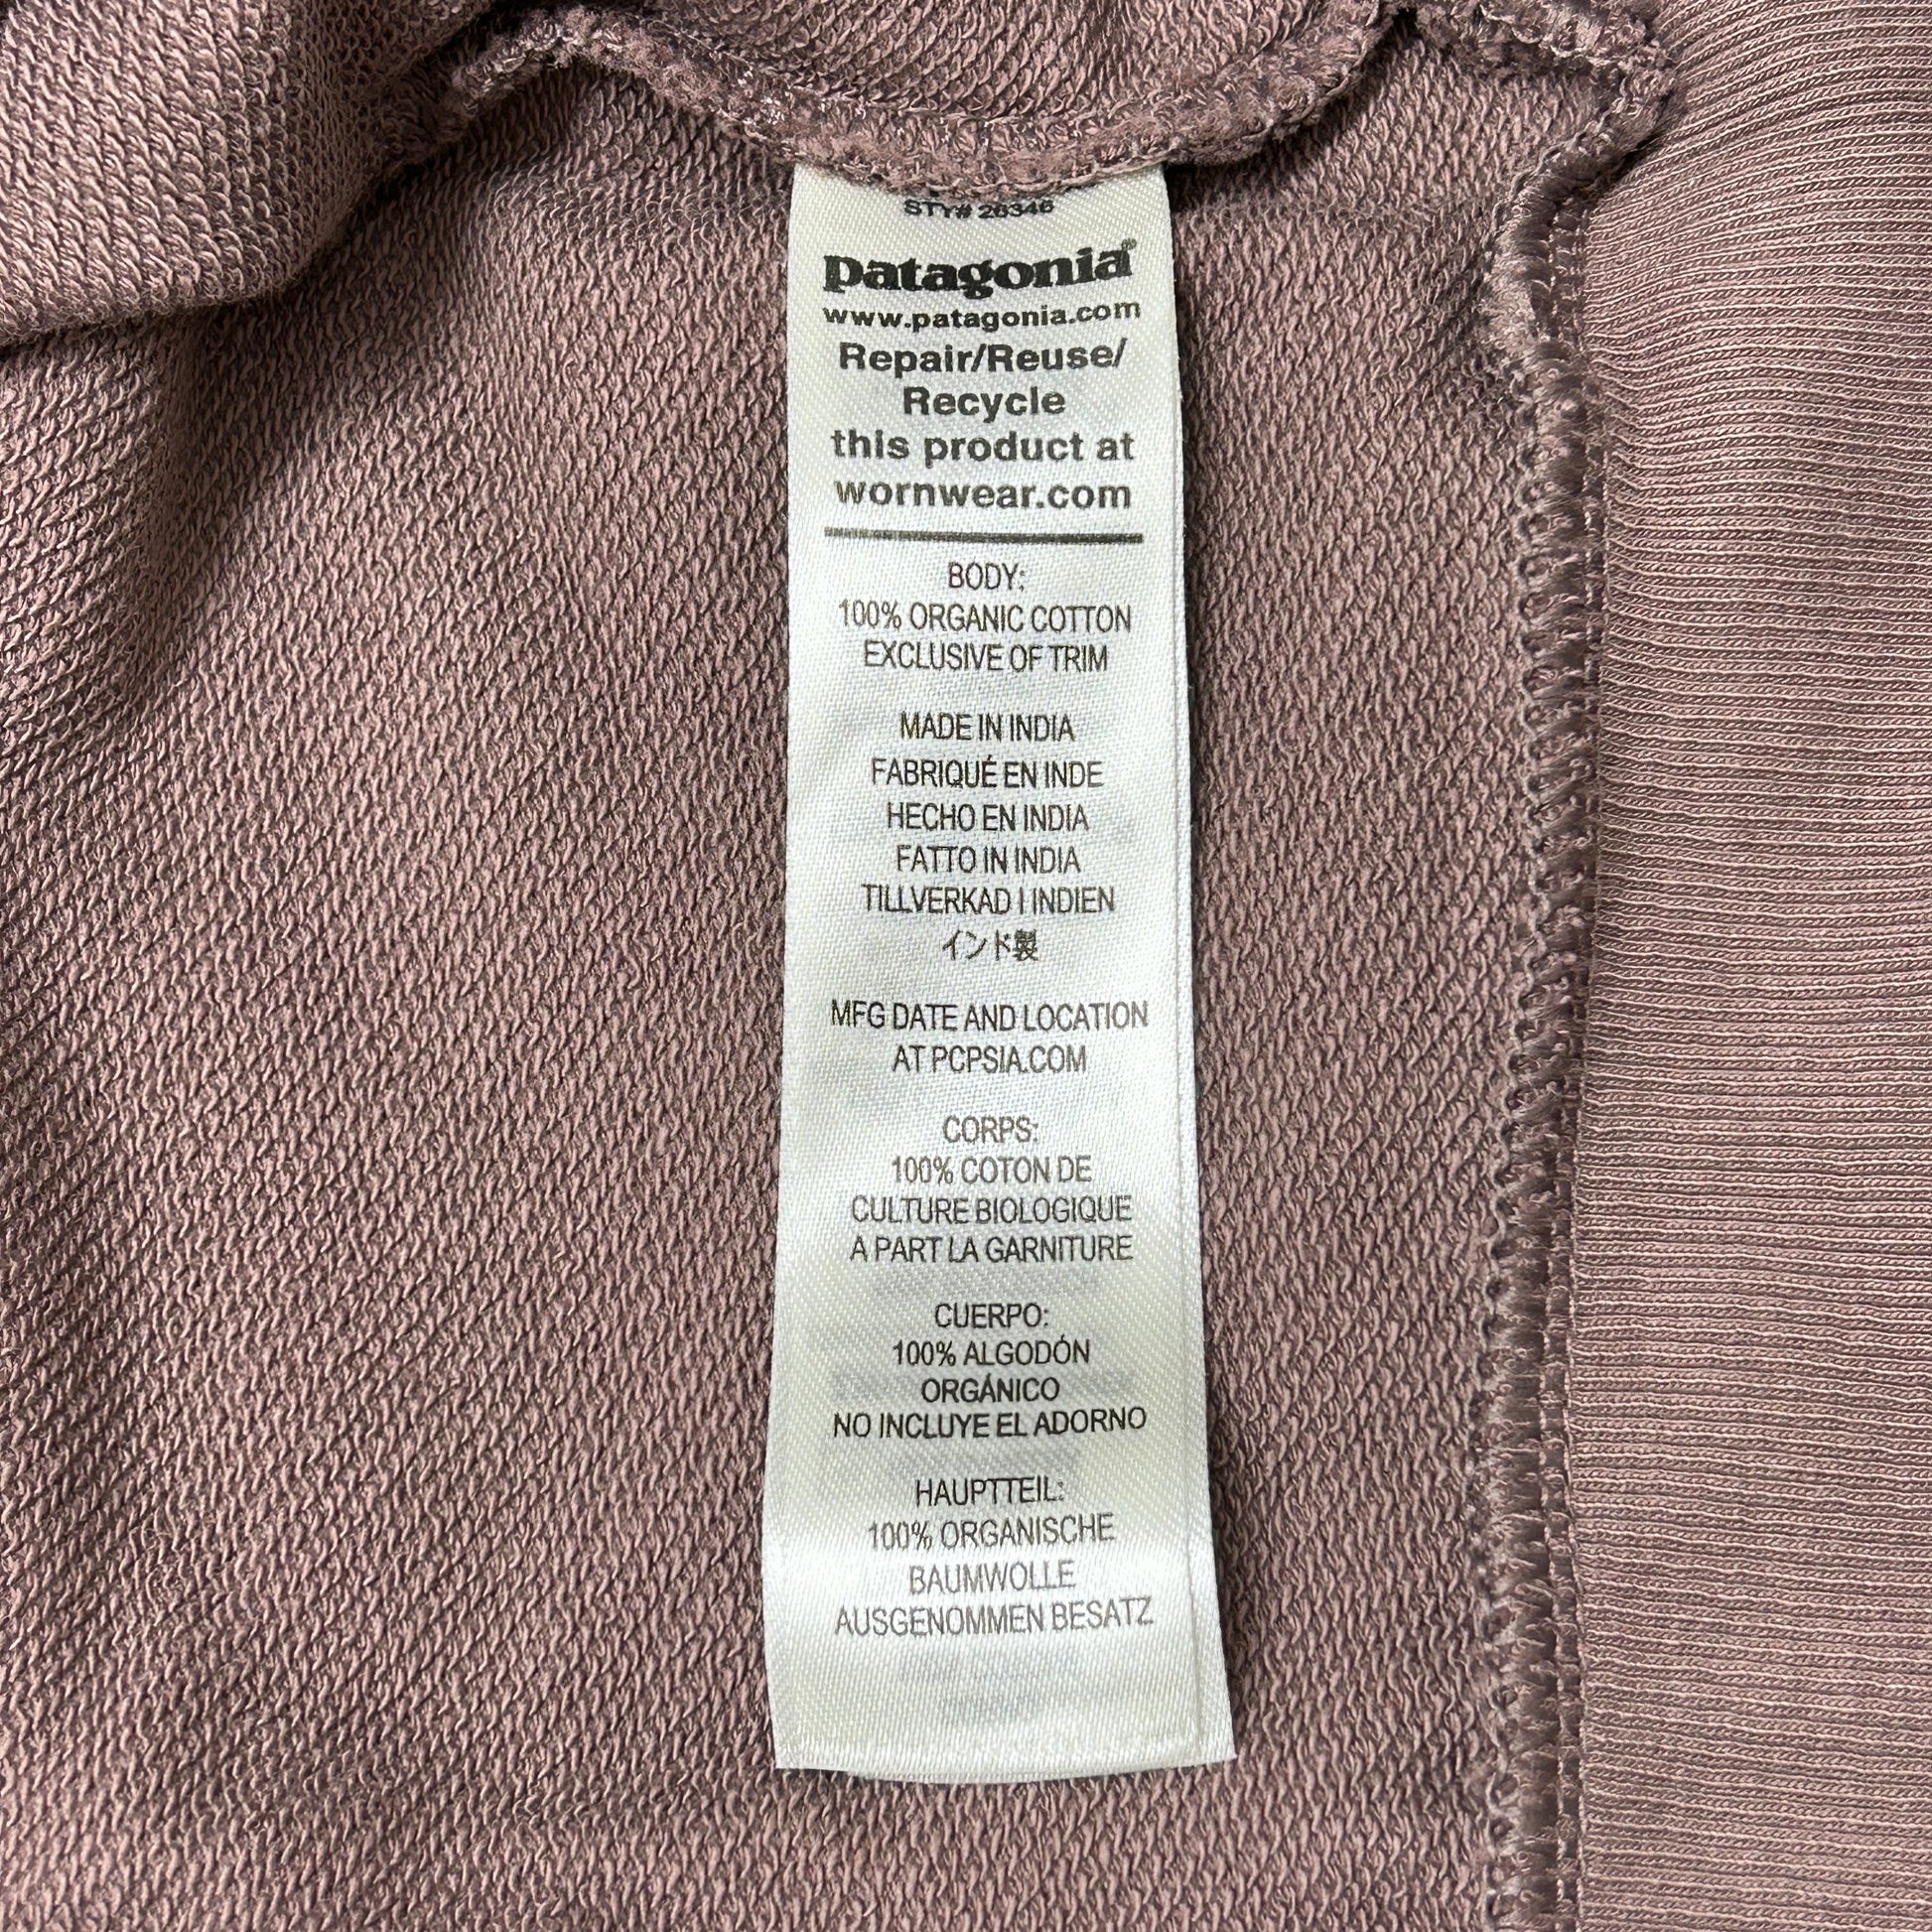 STY# 26346
patagonia®
www.patagonia.com
Repair/Reuse/
Recycle
this product at
wornwear.com
BODY:
100% ORGANIC COTTON
EXCLUSIVE OF TRIM
MADE IN INDIA
FABRIQUÉ EN INDE
HECHO EN INDIA
FATTO IN INDIA
TILLVERKAD I INDIEN
インド製
MFG DATE AND LOCATION
AT PCPSIA.COM
CORPS:
100% COTON DE
CULTURE BIOLOGIQUE
À PART LA GARNITURE
CUERPO:
100% ALGODÓN
ORGÁNICO
NO INCLUYE EL ADORNO
HAUPTTEIL:
100% ORGANISCHE
BAUMWOLLE
AUSGENOMMEN BESATZ